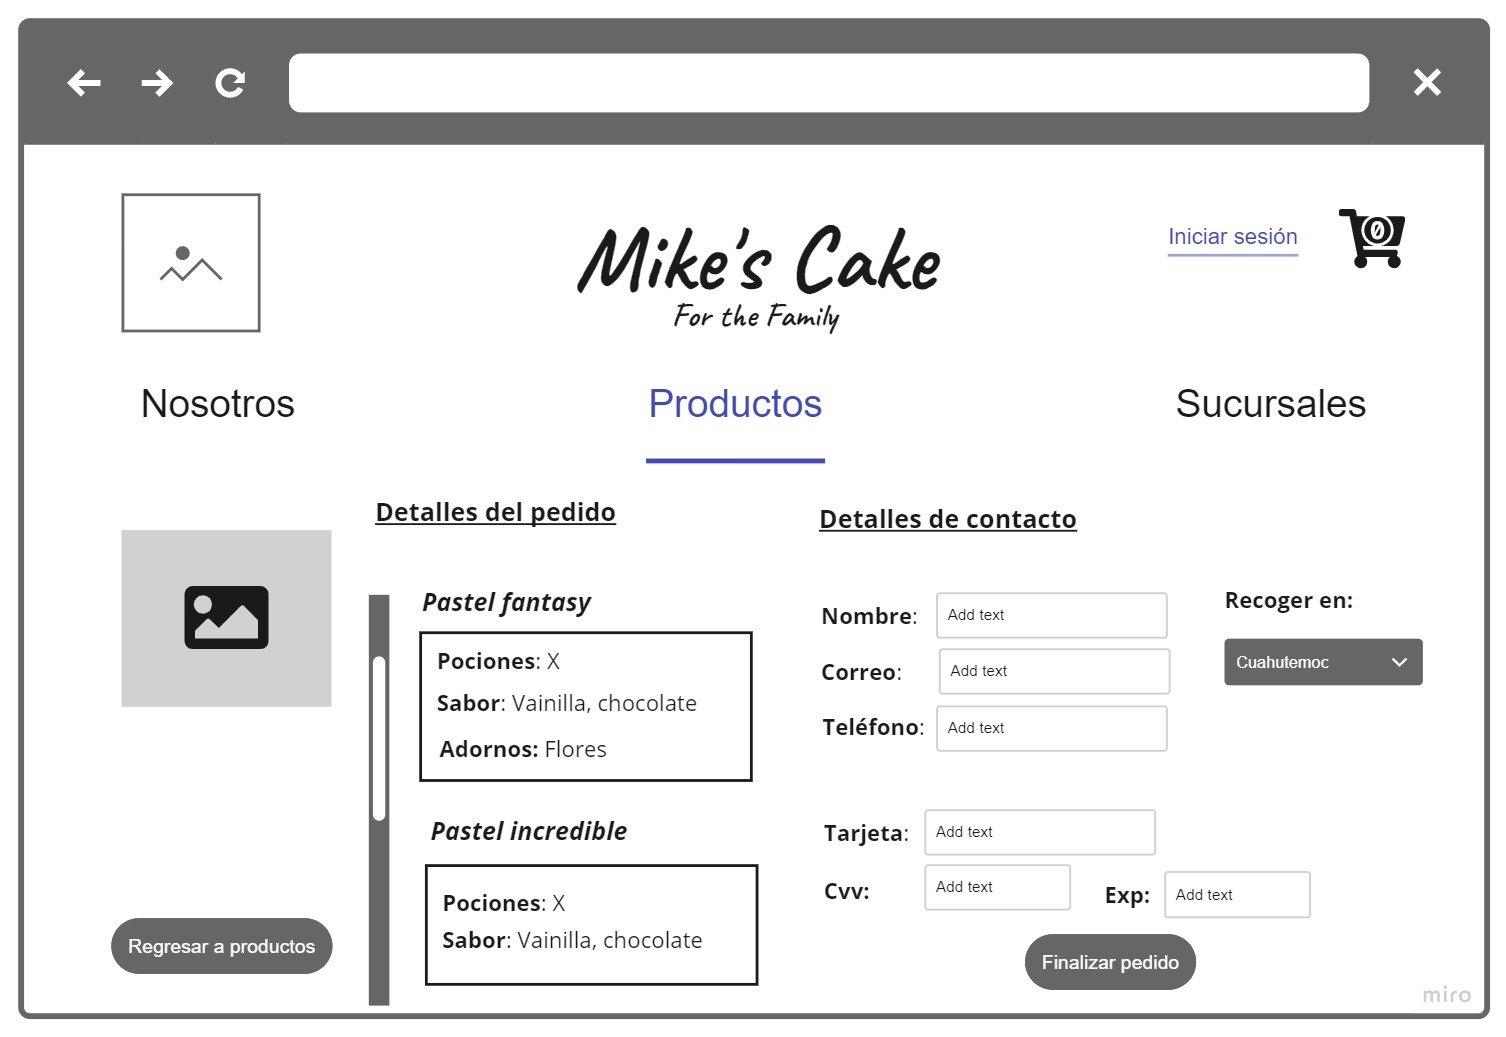 Mike's Cake
For the Family
Iniciar sesión
0
Nosotros
Productos
Sucursales
Detalles del pedido
Pastel fantasy
Pociones: X
Sabor: Vainilla, chocolate
Adornos: Flores
Pastel incredible
Pociones: X
Sabor: Vainilla, chocolate
Regresar a productos
Detalles de contacto
Nombre: Add text
Correo: Add text
Teléfono: Add text
Recoger en:
Cuahutemoc
Tarjeta: Add text
Cvv: Add text
Exp: Add text
Finalizar pedido
miro